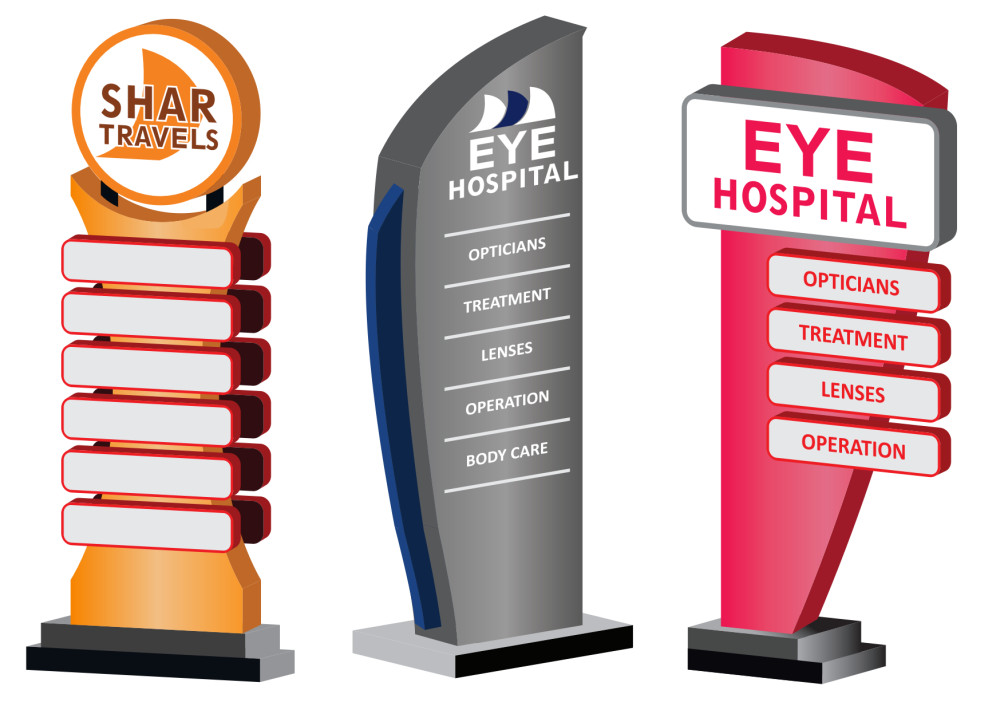 SHAR
TRAVELS
EYE
HOSPITAL
OPTICIANS
TREATMENT
LENSES
OPERATION
BODY CARE
EYE
HOSPITAL
OPTICIANS
TREATMENT
LENSES
OPERATION